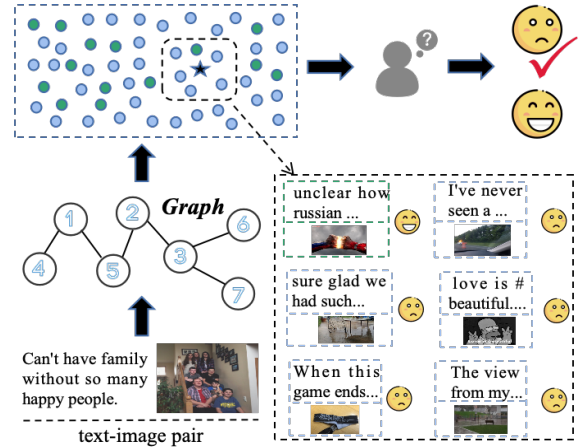 ?
1
2
Graph
6
3
4
5
7
Can't have family
without so many
happy people.
text-image pair
unclear how
russian ...
I've never
seen a ...
sure glad we
had such...
love is #
beautiful....
When this
game ends...
The view
from my...